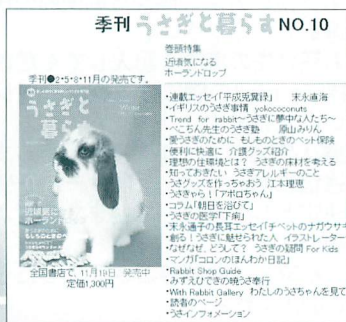 季刊 うさぎと暮らす NO.10
巻頭特集
近頃気になる
ホーランドロップ
季刊●2・5・8・11月の発売です。
うさぎと
暮らす
全国書店で、11月19日 発売中
定価1,300円
・連載エッセイ「平成兎異録」 末永直海
・イギリスのうさぎ事情 yokococonuts
・Trend for rabbit～うさぎに夢中な人たち～
・ぺこちん先生のうさぎ塾 原山みりん
・愛うさぎのために もしものときのペット保険
・便利に快適に 介護グッズ紹介
・理想の住環境とは? うさぎの床材を考える
・知っておきたい うさぎアレルギーのこと
・うさグッズを作っちゃおう 江本理恵
・うさぎゃら!「アポロちゃん」
・コラム「朝日を浴びて」
・うさぎの医学「下痢」
・末永通子の長耳エッセイ「チベットのナガウサギ
・創る!うさぎに魅せられた人 イラストレーター
・なぜなぜ どうして? うさぎの疑問 For Kids
・マンガ「コロンのほんわか日記」
・Rabbit Shop Guide
・みずえひできの暁うさ奉行
・With Rabbit Gallery わたしのうさちゃんを見て
・読者のページ
・うさインフォメーション